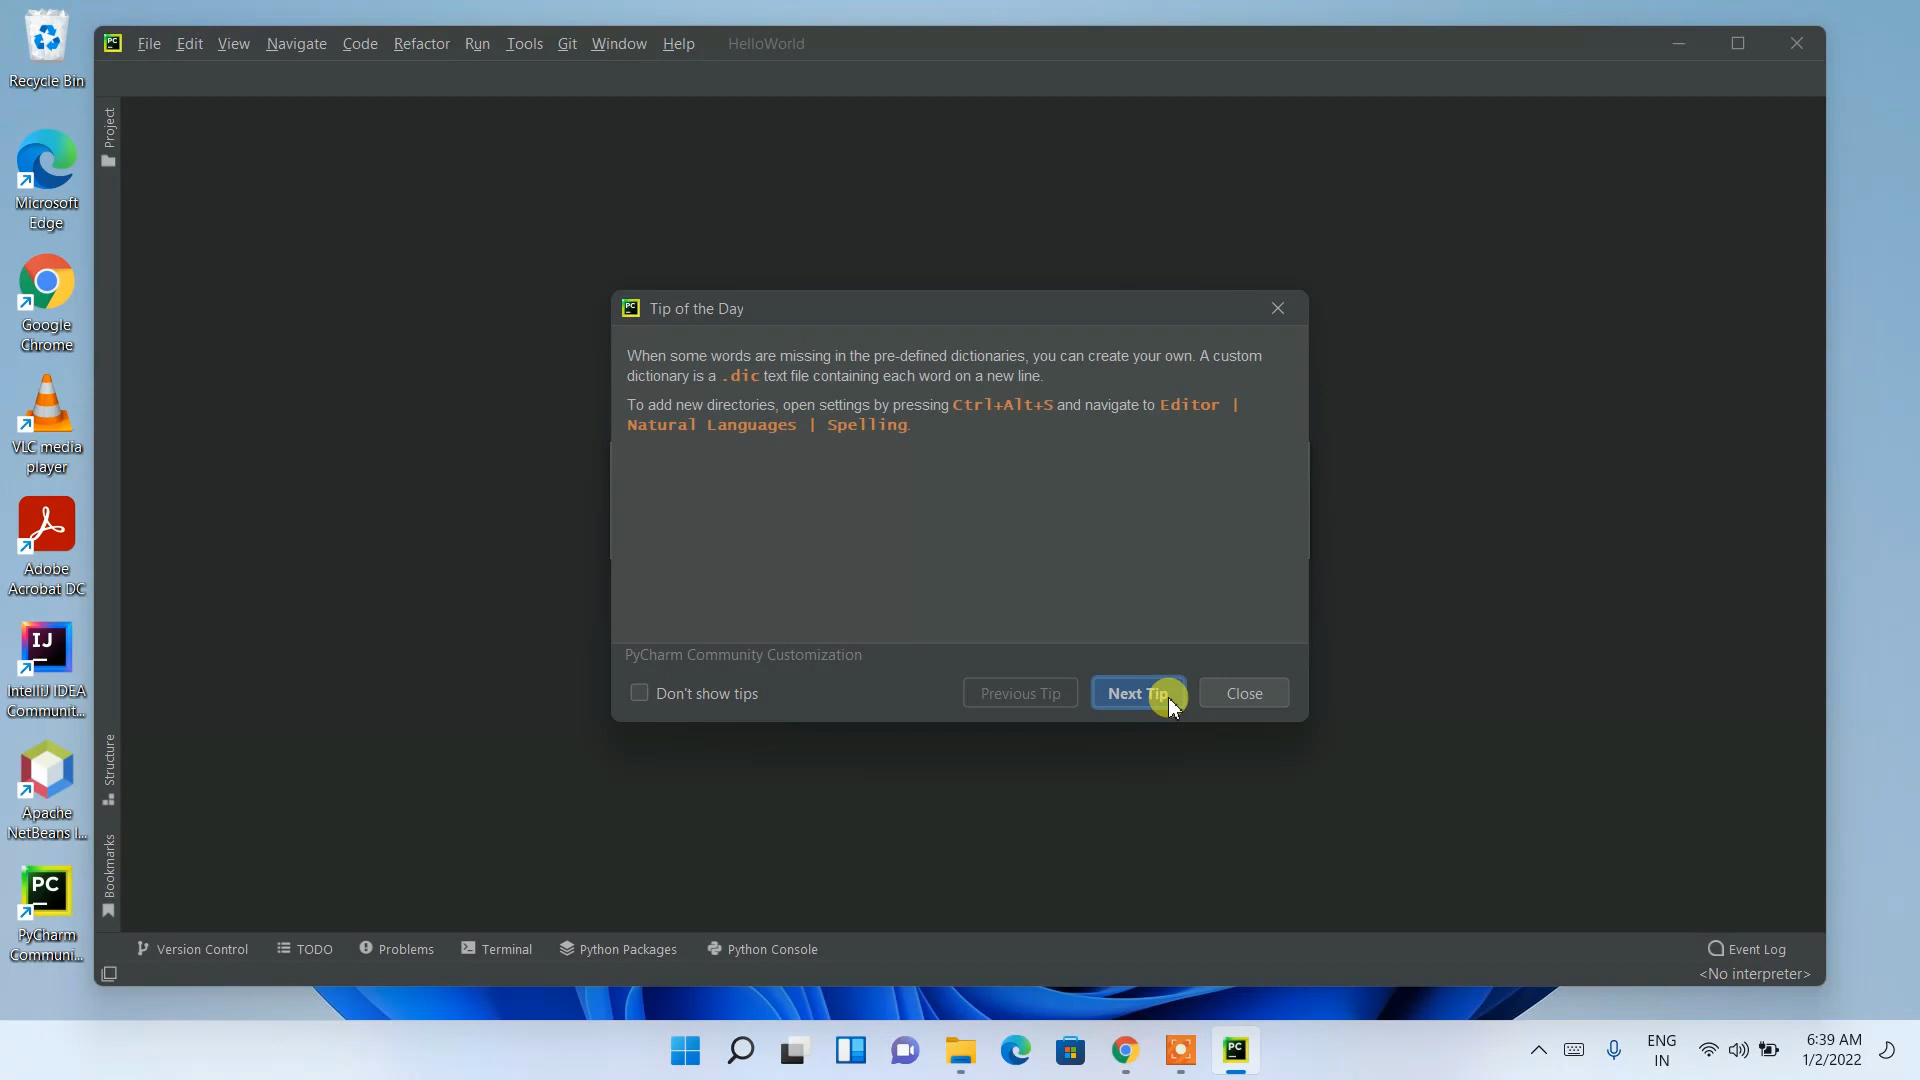 Recycle Bin
Microsoft
Edge
Google
Chrome
VLC media
player
Adobe
Acrobat DC
IJ
IntelliJ IDEA
Communit...
Apache
NetBeans I...
PC
PyCharm
Communi...
PC File Edit View Navigate Code Refactor Run Tools Git Window Help HelloWorld
Project
Structure
Bookmarks
PC Tip of the Day
When some words are missing in the pre-defined dictionaries, you can create your own. A custom
dictionary is a .dic text file containing each word on a new line.
To add new directories, open settings by pressing Ctrl+Alt+S and navigate to Editor |
Natural Languages | Spelling.
PyCharm Community Customization
Don't show tips Previous Tip Next Tip Close
Version Control TODO Problems Terminal Python Packages Python Console Event Log
<No interpreter>
PC
ENG
IN
6:39 AM
1/2/2022